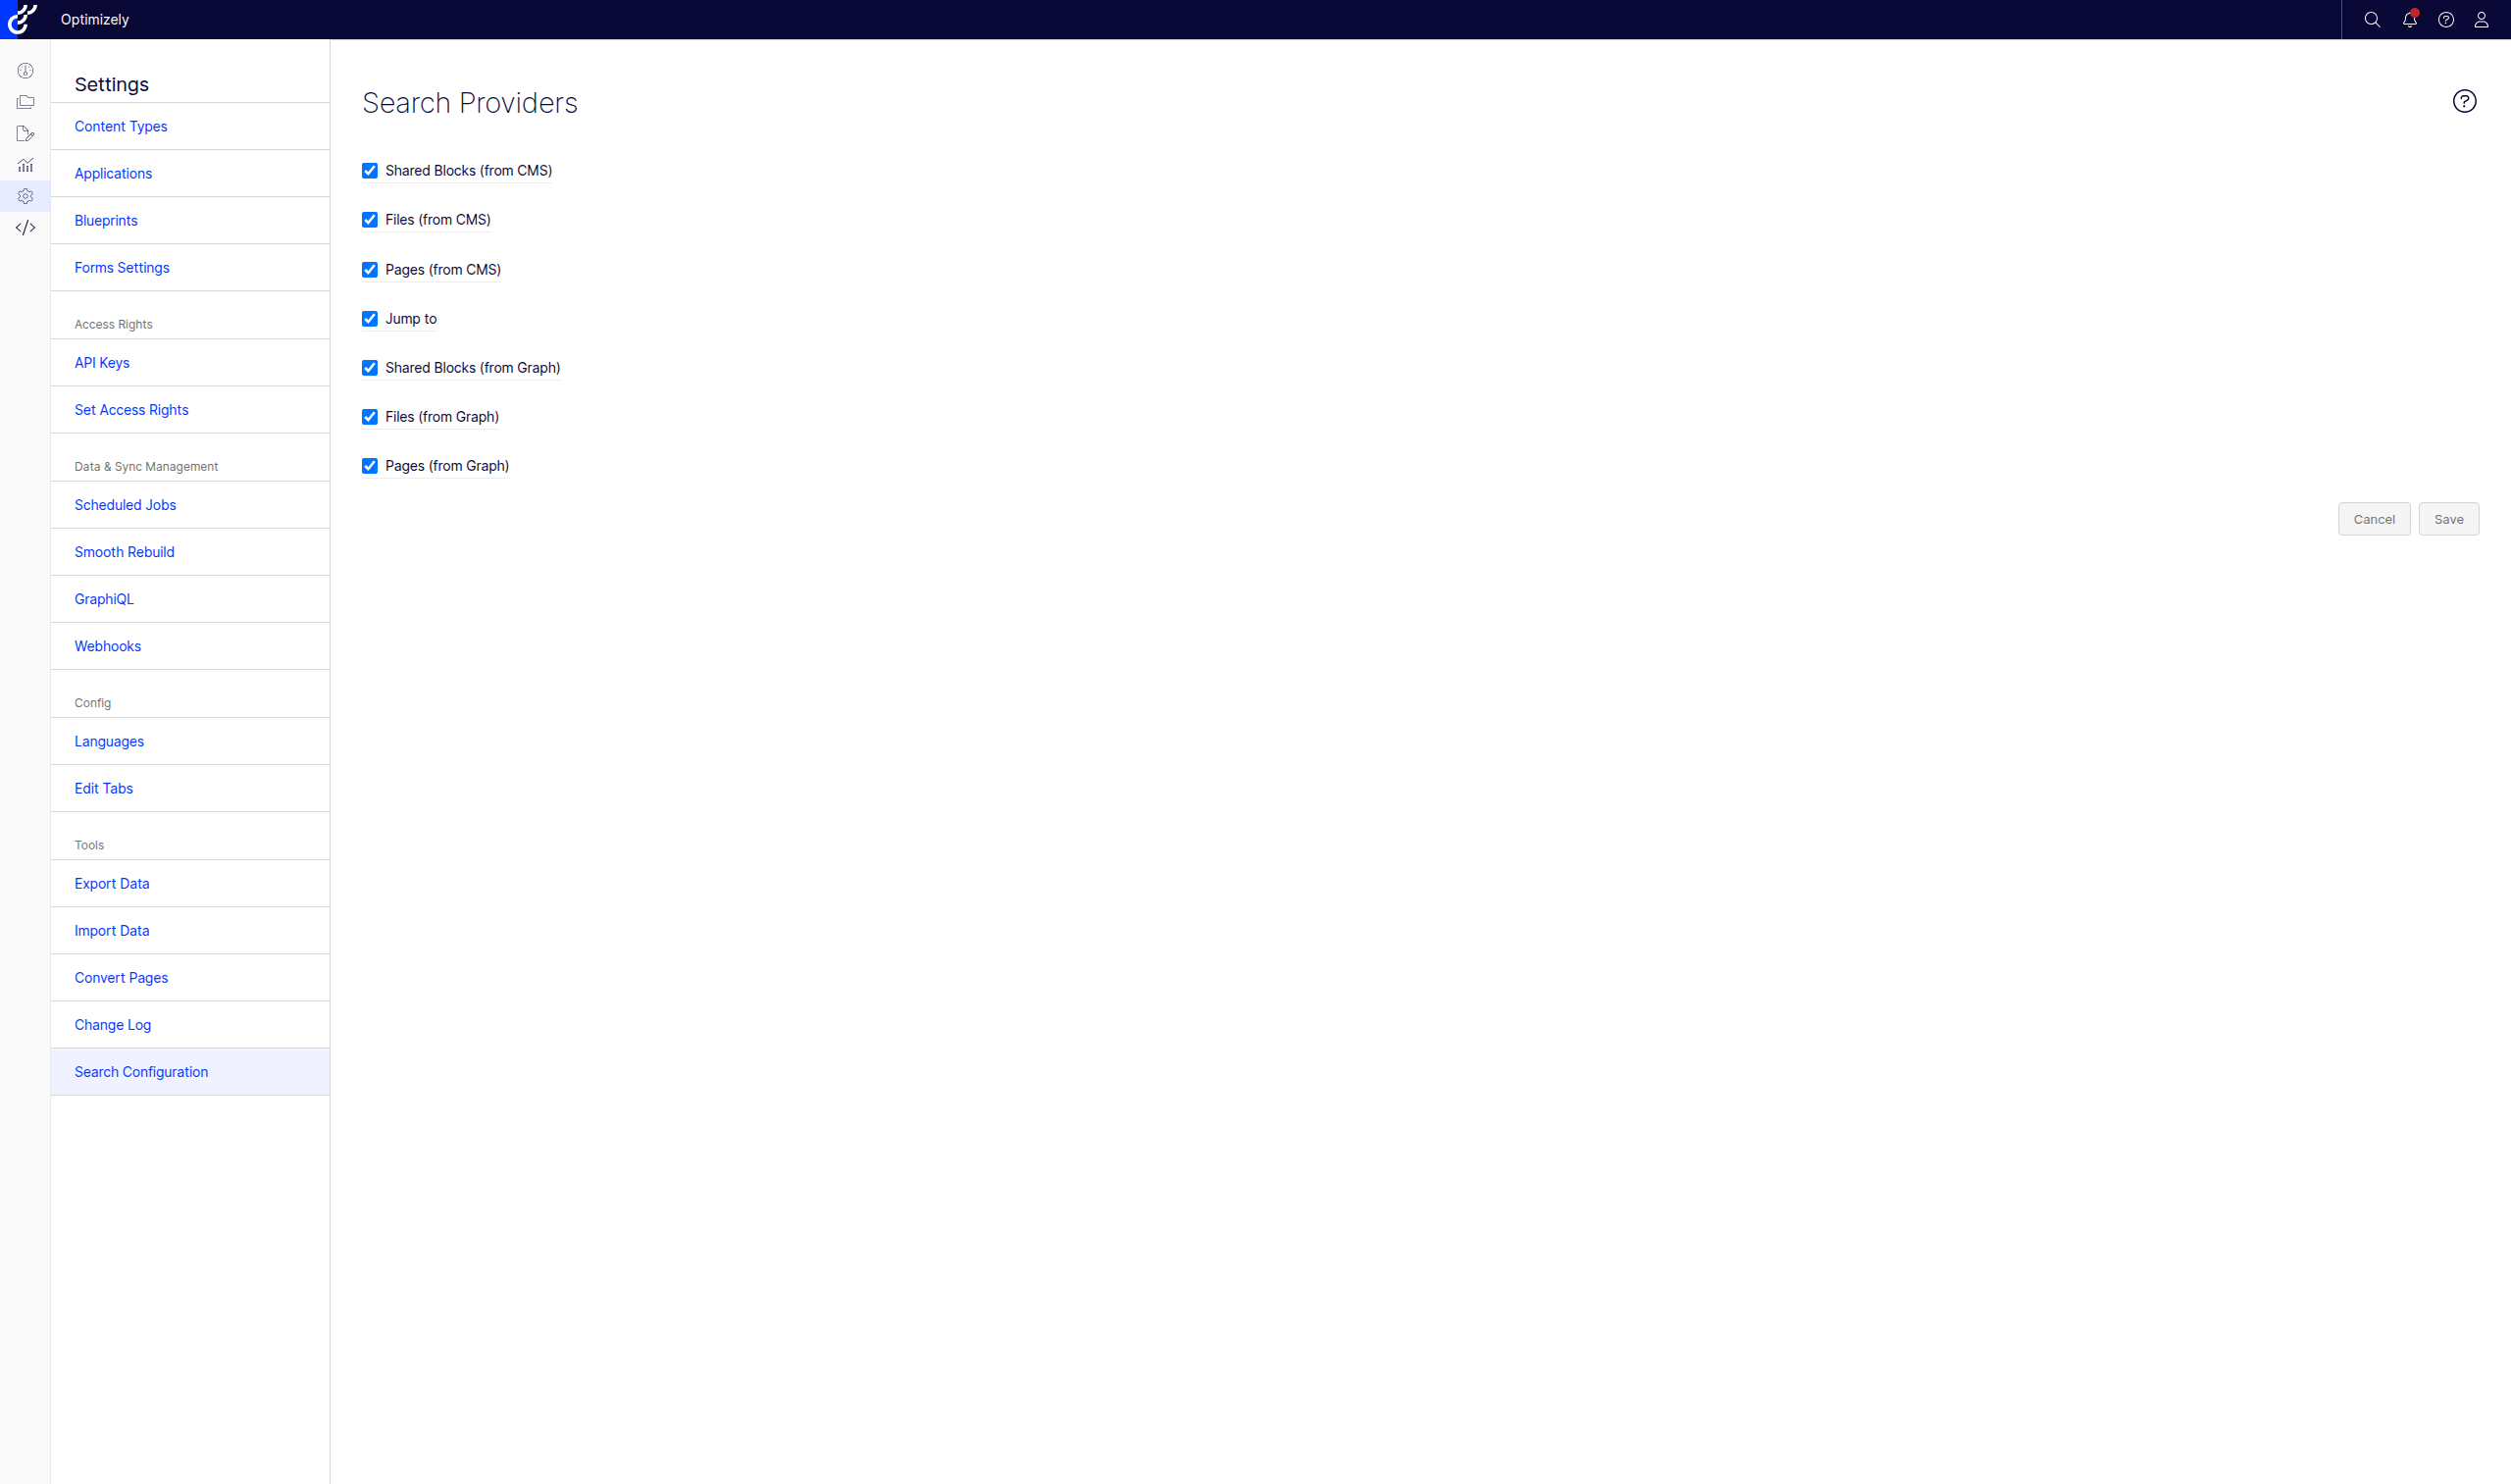 Optimizely
Settings
Content Types
Applications
Blueprints
Forms Settings
Access Rights
API Keys
Set Access Rights
Data & Sync Management
Scheduled Jobs
Smooth Rebuild
GraphiQL
Webhooks
Config
Languages
Edit Tabs
Tools
Export Data
Import Data
Convert Pages
Change Log
Search Configuration
Search Providers
Shared Blocks (from CMS)
Files (from CMS)
Pages (from CMS)
Jump to
Shared Blocks (from Graph)
Files (from Graph)
Pages (from Graph)
Cancel Save